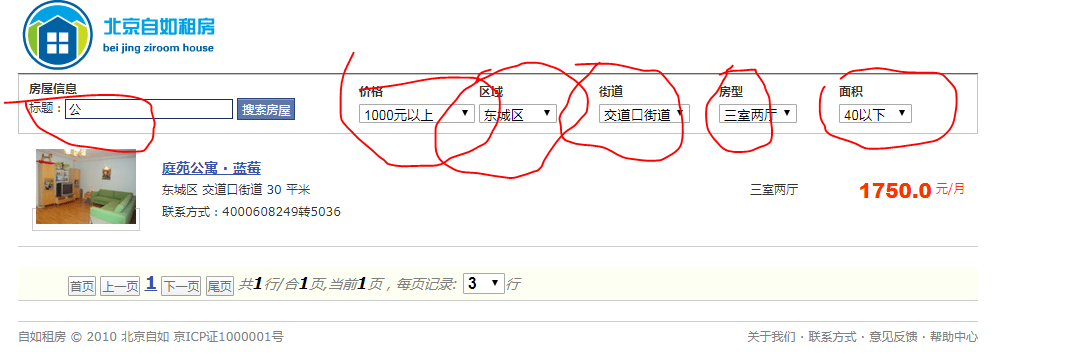 北京自如租房
bei jing ziroom house
房屋信息 价格 区域 街道 房型 面积
标题：公 搜索房屋 1000元以上 东城区 交道口街道 三室两厅 40以下
庭苑公寓·蓝莓
东城区 交道口街道 30 平米 三室两厅 1750.0 元/月
联系方式：4000608249转5036
首页 上一页 1 下一页 尾页 共1行/合1页,当前1页，每页记录: 3 行
自如租房 © 2010 北京自如 京ICP证1000001号 关于我们·联系方式·意见反馈·帮助中心